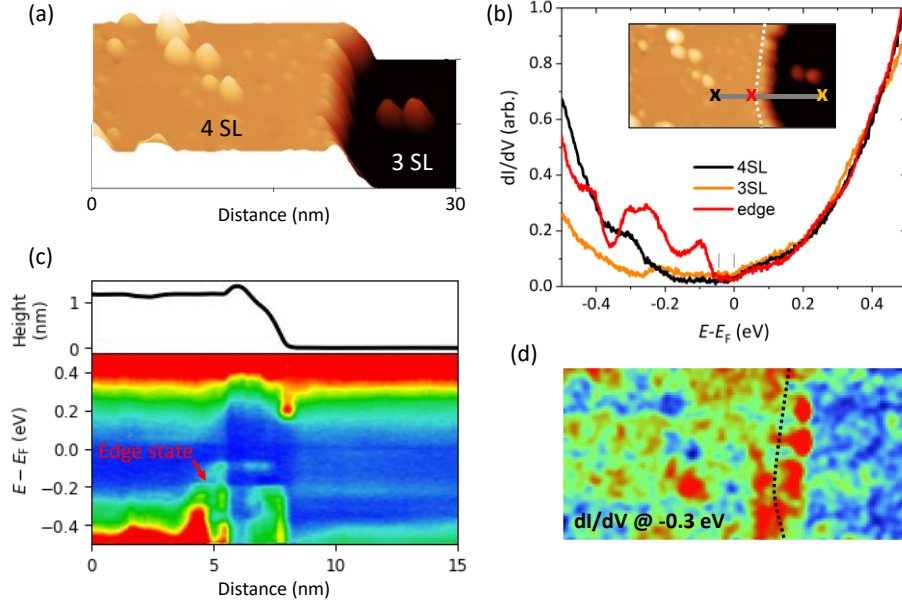 (a)
4 SL
3 SL
0
30
Distance (nm)
(b)
1.0
0.8
0.6
0.4
0.2
0.0
dI/dV (arb.)
X X X
4SL
3SL
edge
-0.4
-0.2
0
0.2
0.4
E-EF (eV)
(c)
Height
(nm)
1
0
0.4
0.2
0.0
−0.2
−0.4
E − EF (eV)
Edge state
0
5
10
15
Distance (nm)
(d)
dI/dV @ -0.3 eV